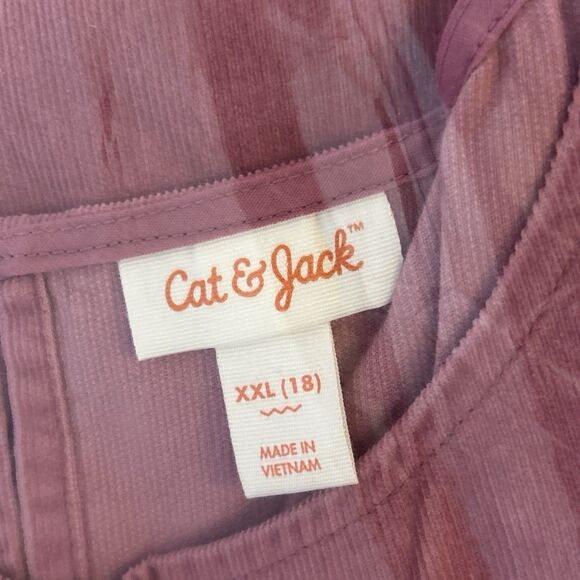 Cat & Jack™
XXL (18)
MADE IN
VIETNAM